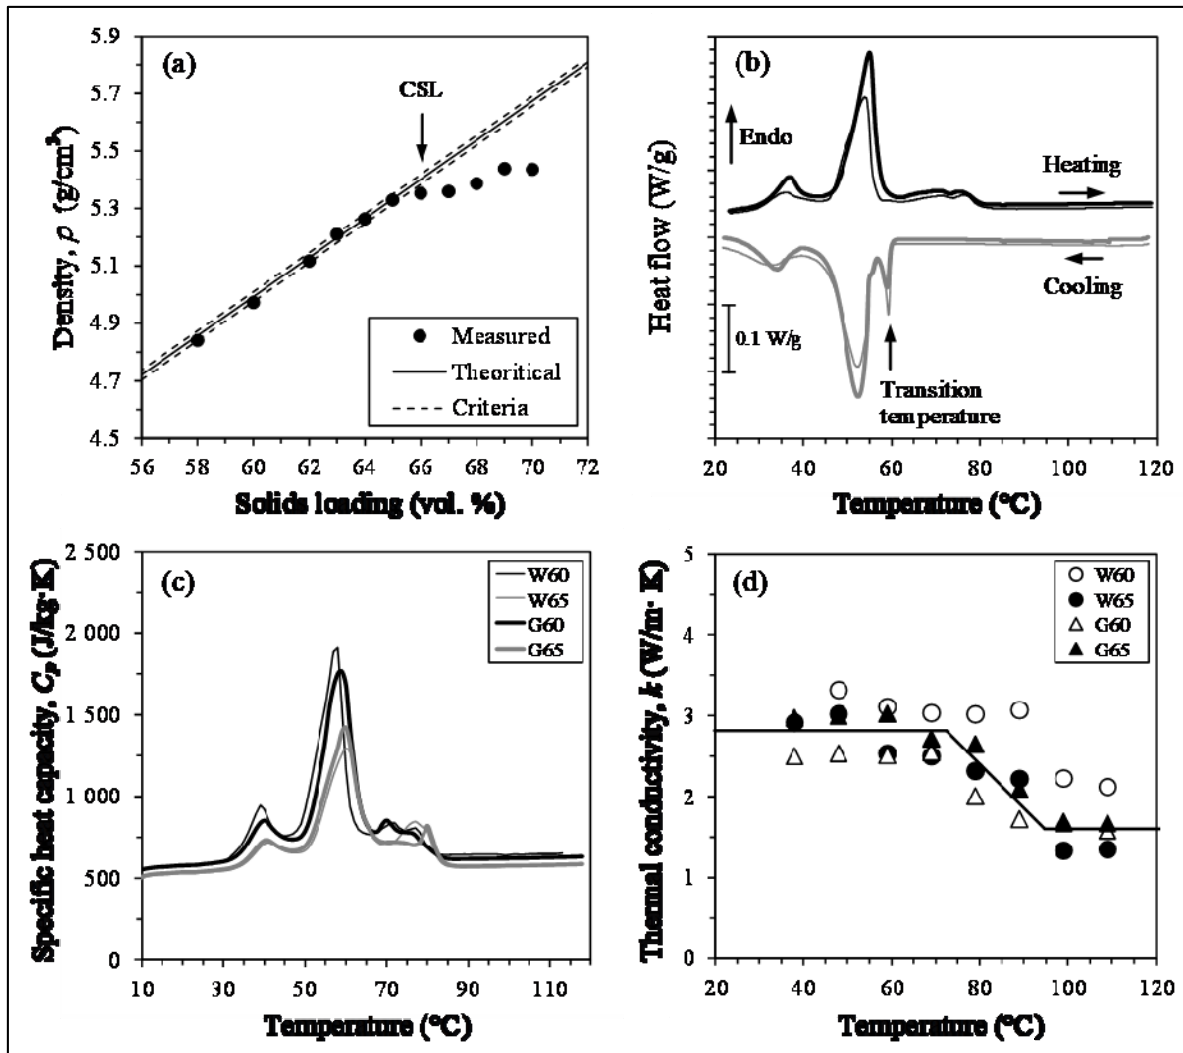 (a)
5.9
5.7
5.5
5.3
5.1
4.9
4.7
4.5
Density, ρ (g/cm³)
CSL
Measured
Theoritical
Criteria
56 58 60 62 64 66 68 70 72
Solids loading (vol. %)
(b)
Heat flow (W/g)
Endo
Heating
Cooling
0.1 W/g
Transition
temperature
20 40 60 80 100 120
Temperature (°C)
(c)
2 500
2 000
1 500
1 000
500
0
Specific heat capacity, Cp (J/kg·K)
W60
W65
G60
G65
10 30 50 70 90 110
Temperature (°C)
(d)
5
4
3
2
1
0
Thermal conductivity, k (W/m· K)
W60
W65
G60
G65
20 40 60 80 100 120
Temperature (°C)